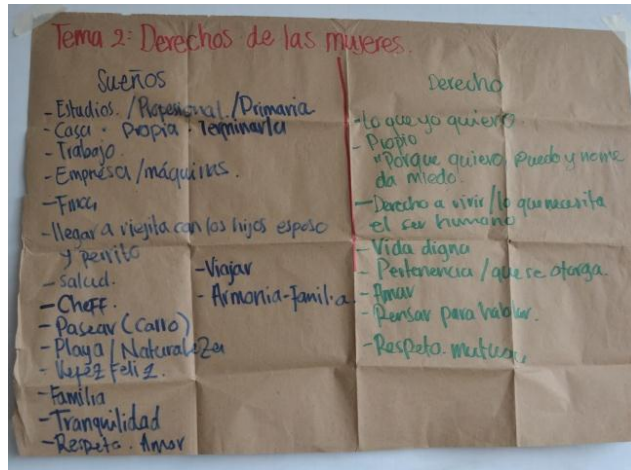 Tema 2: Derechos de las mujeres.
Sueños
- Estudios. / Profesional / Primaria
- Casa. Propia. Terminarla
- Trabajo.
- Empresa / máquinas.
- Finca
- llegar a viejita con los hijos esposo
y perrito
- Salud.
- Cheff.
- Pasear (carro)
- Playa / Naturaleza
- Vejez Feliz.
- Familia
- Tranquilidad
- Respeto. Amor
- Viajar
- Armonia - Familia.
Derecho
- lo que yo quiero
- Propio
"Porque quiero, puedo y no me
da miedo.
- Derecho a vivir / lo que necesita
el ser humano
- Vida digna
- Pertenencia / que se otorga.
- Amar
- Pensar para hablar.
- Respeto. mutuo